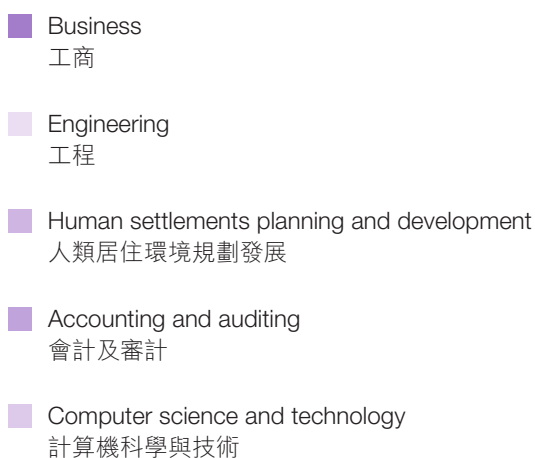 Business
工商
Engineering
工程
Human settlements planning and development
人類居住環境規劃發展
Accounting and auditing
會計及審計
Computer science and technology
計算機科學與技術